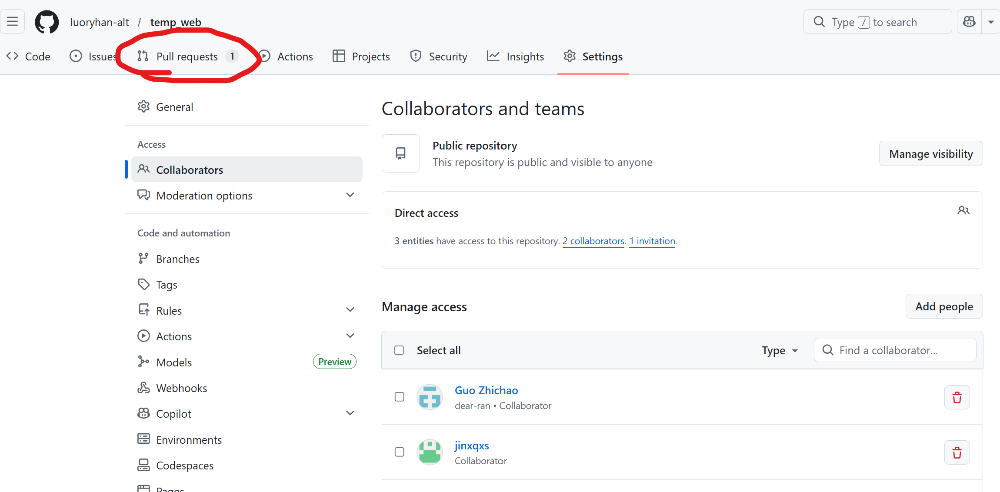 luoryhan-alt / temp_web
Type / to search
Code Issues Pull requests 1 Actions Projects Security Insights Settings
General
Access
Collaborators
Moderation options
Code and automation
Branches
Tags
Rules
Actions
Models Preview
Webhooks
Copilot
Environments
Codespaces
Pages
Collaborators and teams
Public repository
This repository is public and visible to anyone
Manage visibility
Direct access
3 entities have access to this repository. 2 collaborators. 1 invitation.
Manage access
Add people
Select all
Type
Find a collaborator...
Guo Zhichao
dear-ran • Collaborator
jinxqxs
Collaborator